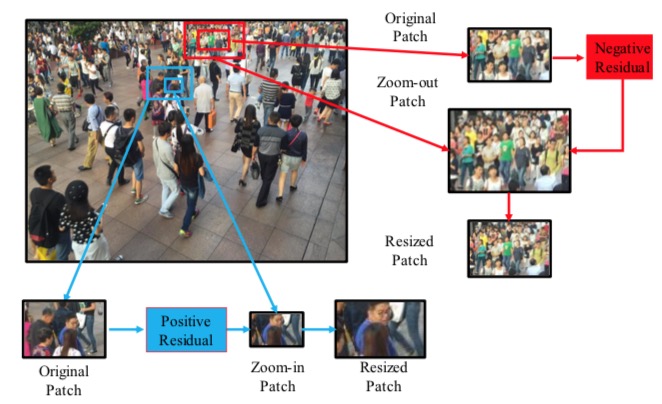 Original
Patch
Negative
Residual
Zoom-out
Patch
Resized
Patch
Positive
Residual
Original
Patch
Zoom-in
Patch
Resized
Patch